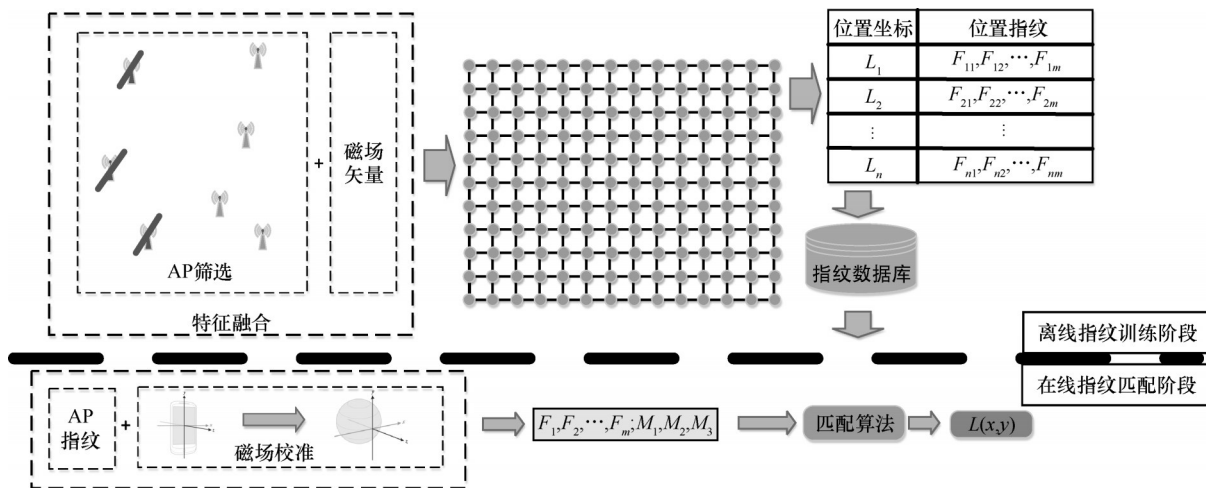 AP筛选
+
磁场
矢量
特征融合
位置坐标 位置指纹
L1 F11,F12,⋯,F1m
L2 F21,F22,⋯,F2m
⋮ ⋮
Ln Fn1,Fn2,⋯,Fnm
指纹数据库
离线指纹训练阶段
在线指纹匹配阶段
AP
指纹
+
磁场校准
F1,F2,⋯,Fm;M1,M2,M3
匹配算法
L(x,y)